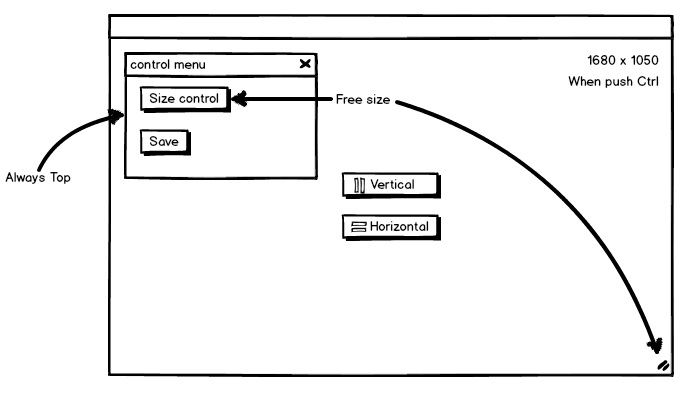 control menu
1680 x 1050
When push Ctrl
Size control
Free size
Save
Always Top
Vertical
Horizontal